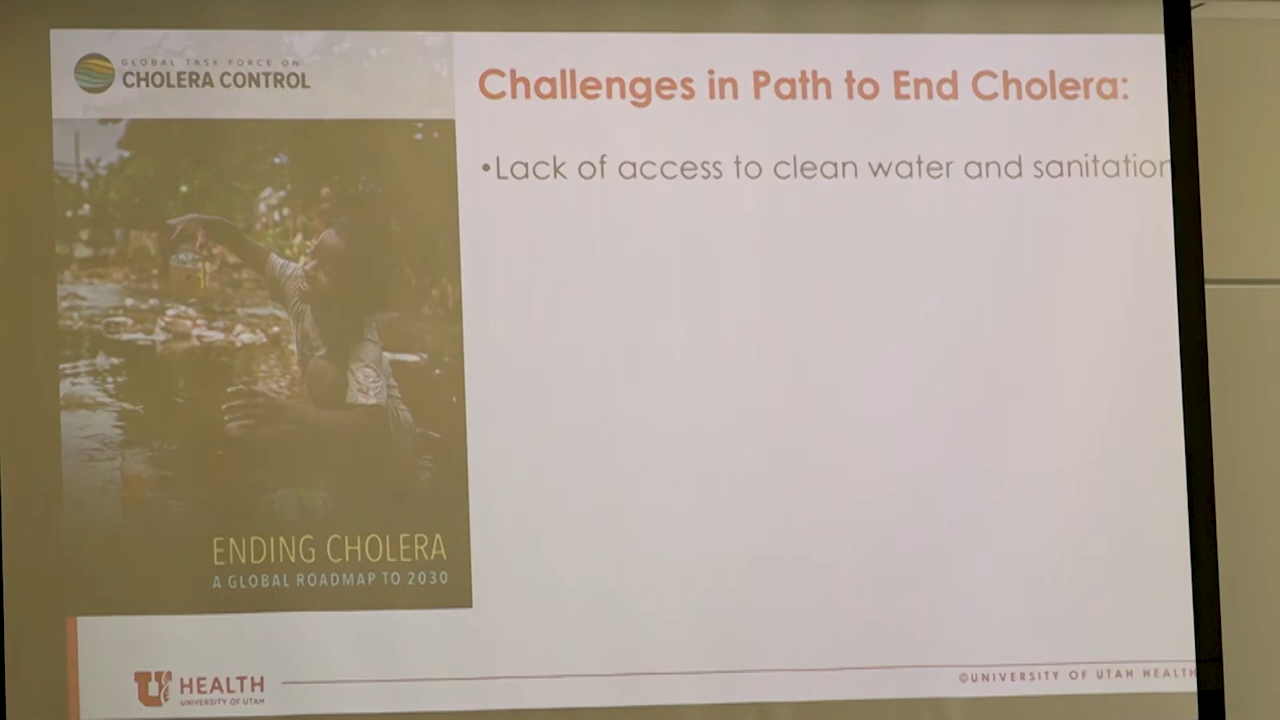 GLOBAL TASK FORCE ON
CHOLERA CONTROL
Challenges in Path to End Cholera:
•Lack of access to clean water and sanitation
ENDING CHOLERA
A GLOBAL ROADMAP TO 2030
U HEALTH
UNIVERSITY OF UTAH
©UNIVERSITY OF UTAH HEALTH